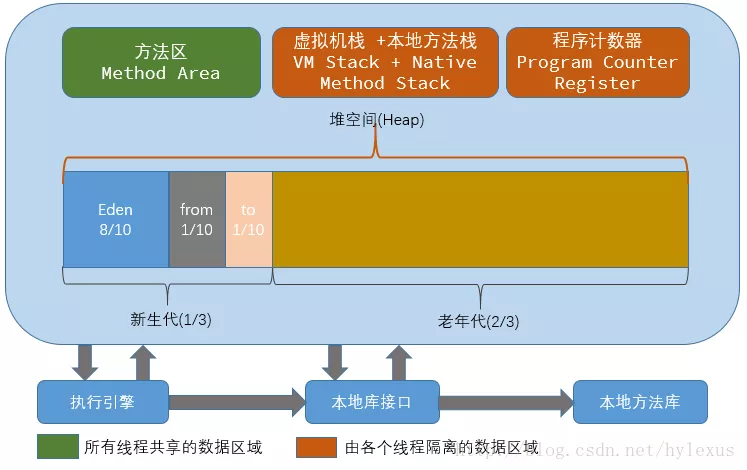 方法区
Method Area
虚拟机栈 +本地方法栈
VM Stack + Native
Method Stack
程序计数器
Program Counter
Register
堆空间(Heap)
Eden
8/10
from
1/10
to
1/10
新生代(1/3)
老年代(2/3)
执行引擎
本地库接口
本地方法库
所有线程共享的数据区域
由各个线程隔离的数据区域
http://blog.csdn.net/hylexus